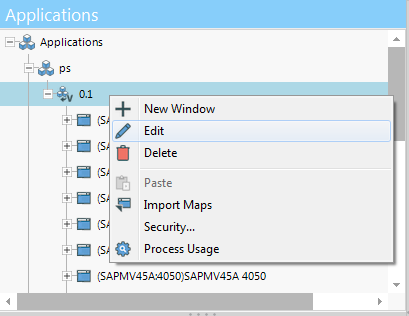 Applications
Applications
ps
0.1
New Window
(SA
Edit
(SA
Delete
(SA
Paste
(SA
Import Maps
(SA
Security...
(SA
Process Usage
(SA
(SAPMV45A:4050)SAPMV45A 4050